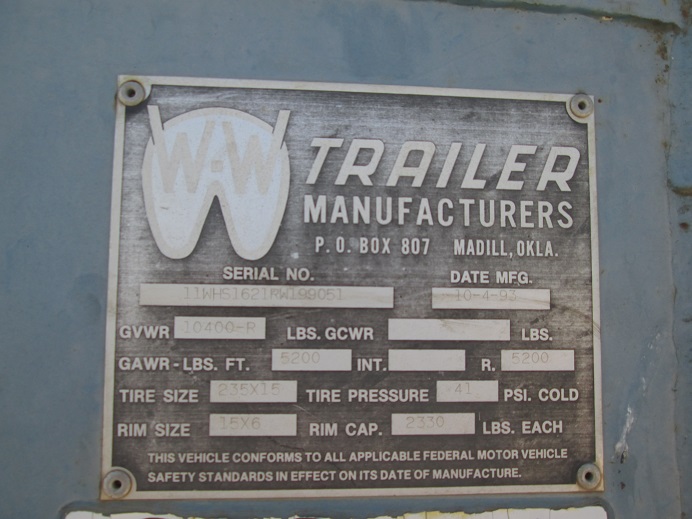 W-W
TRAILER
MANUFACTURERS
P.O. BOX 807 MADILL, OKLA.
SERIAL NO. DATE MFG.
10-4-93
GVWR 10400-R LBS. GCWR LBS.
GAWR-LBS. FT. 5200 INT. R. 5200
TIRE SIZE 235X15 TIRE PRESSURE 41 PSI. COLD
RIM SIZE 15X6 RIM CAP. 2330 LBS. EACH
THIS VEHICLE CONFORMS TO ALL APPLICABLE FEDERAL MOTOR VEHICLE
SAFETY STANDARDS IN EFFECT ON ITS DATE OF MANUFACTURE.